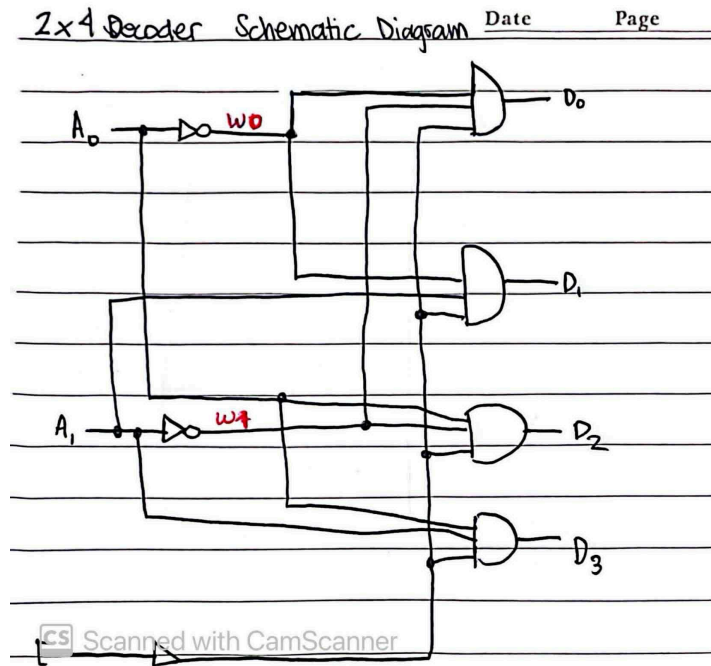 2x4 Decoder Schematic Diagram Date Page
D0
A0 W0
D1
A1 W1
D2
D3
CS Scanned with CamScanner